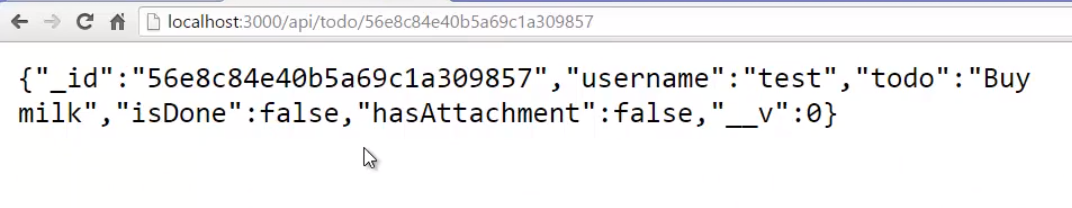 localhost:3000/api/todo/56e8c84e40b5a69c1a309857
{"_id":"56e8c84e40b5a69c1a309857","username":"test","todo":"Buy
milk","isDone":false,"hasAttachment":false,"__v":0}